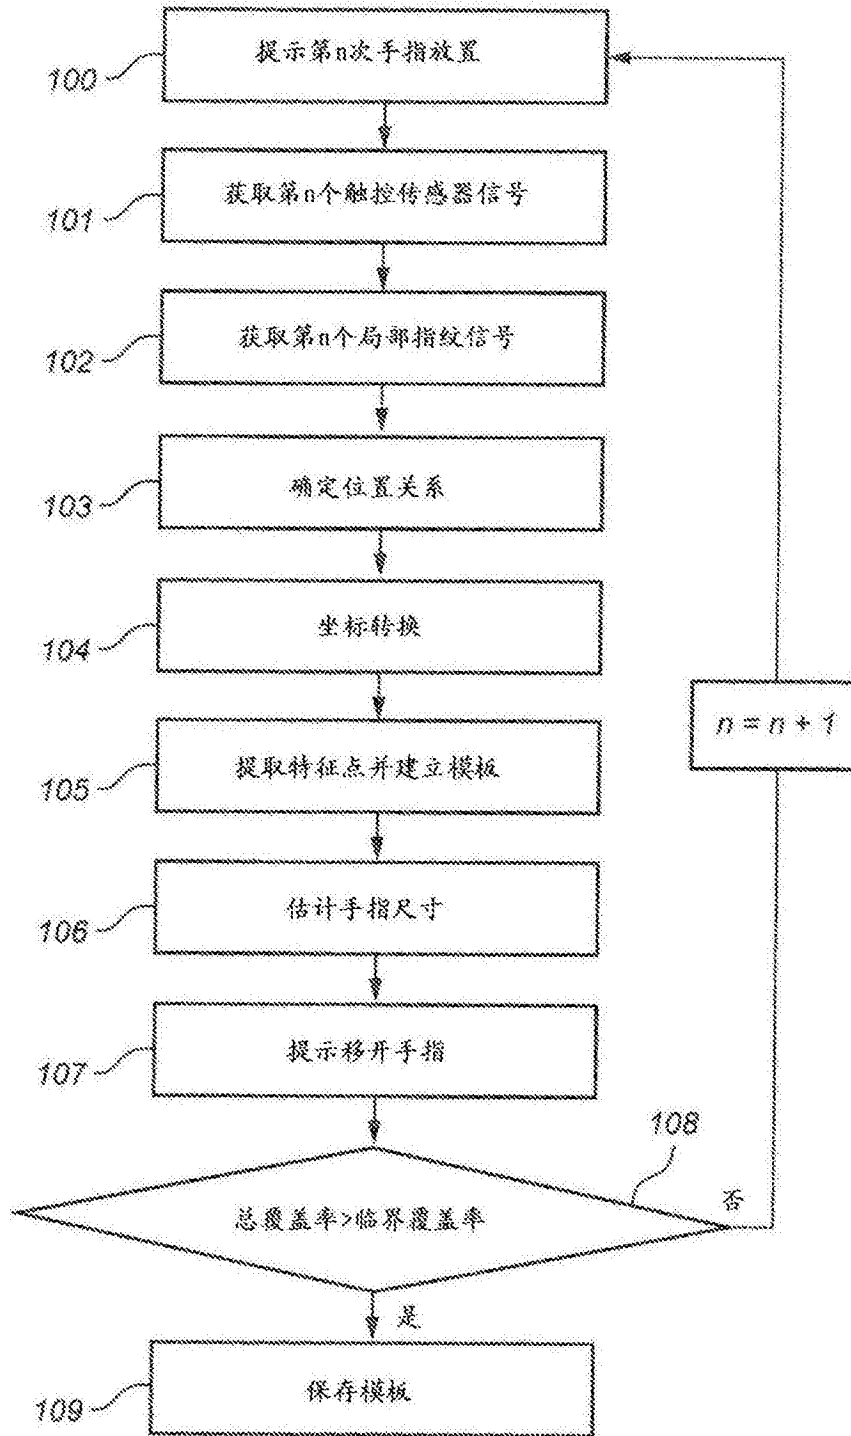 提示第n次手指放置
100
获取第n个触控传感器信号
101
获取第n个局部指纹信号
102
确定位置关系
103
坐标转换
104
n = n + 1
提取特征点并建立模板
105
估计手指尺寸
106
提示移开手指
107
108
总覆盖率>临界覆盖率
否
是
保存模板
109